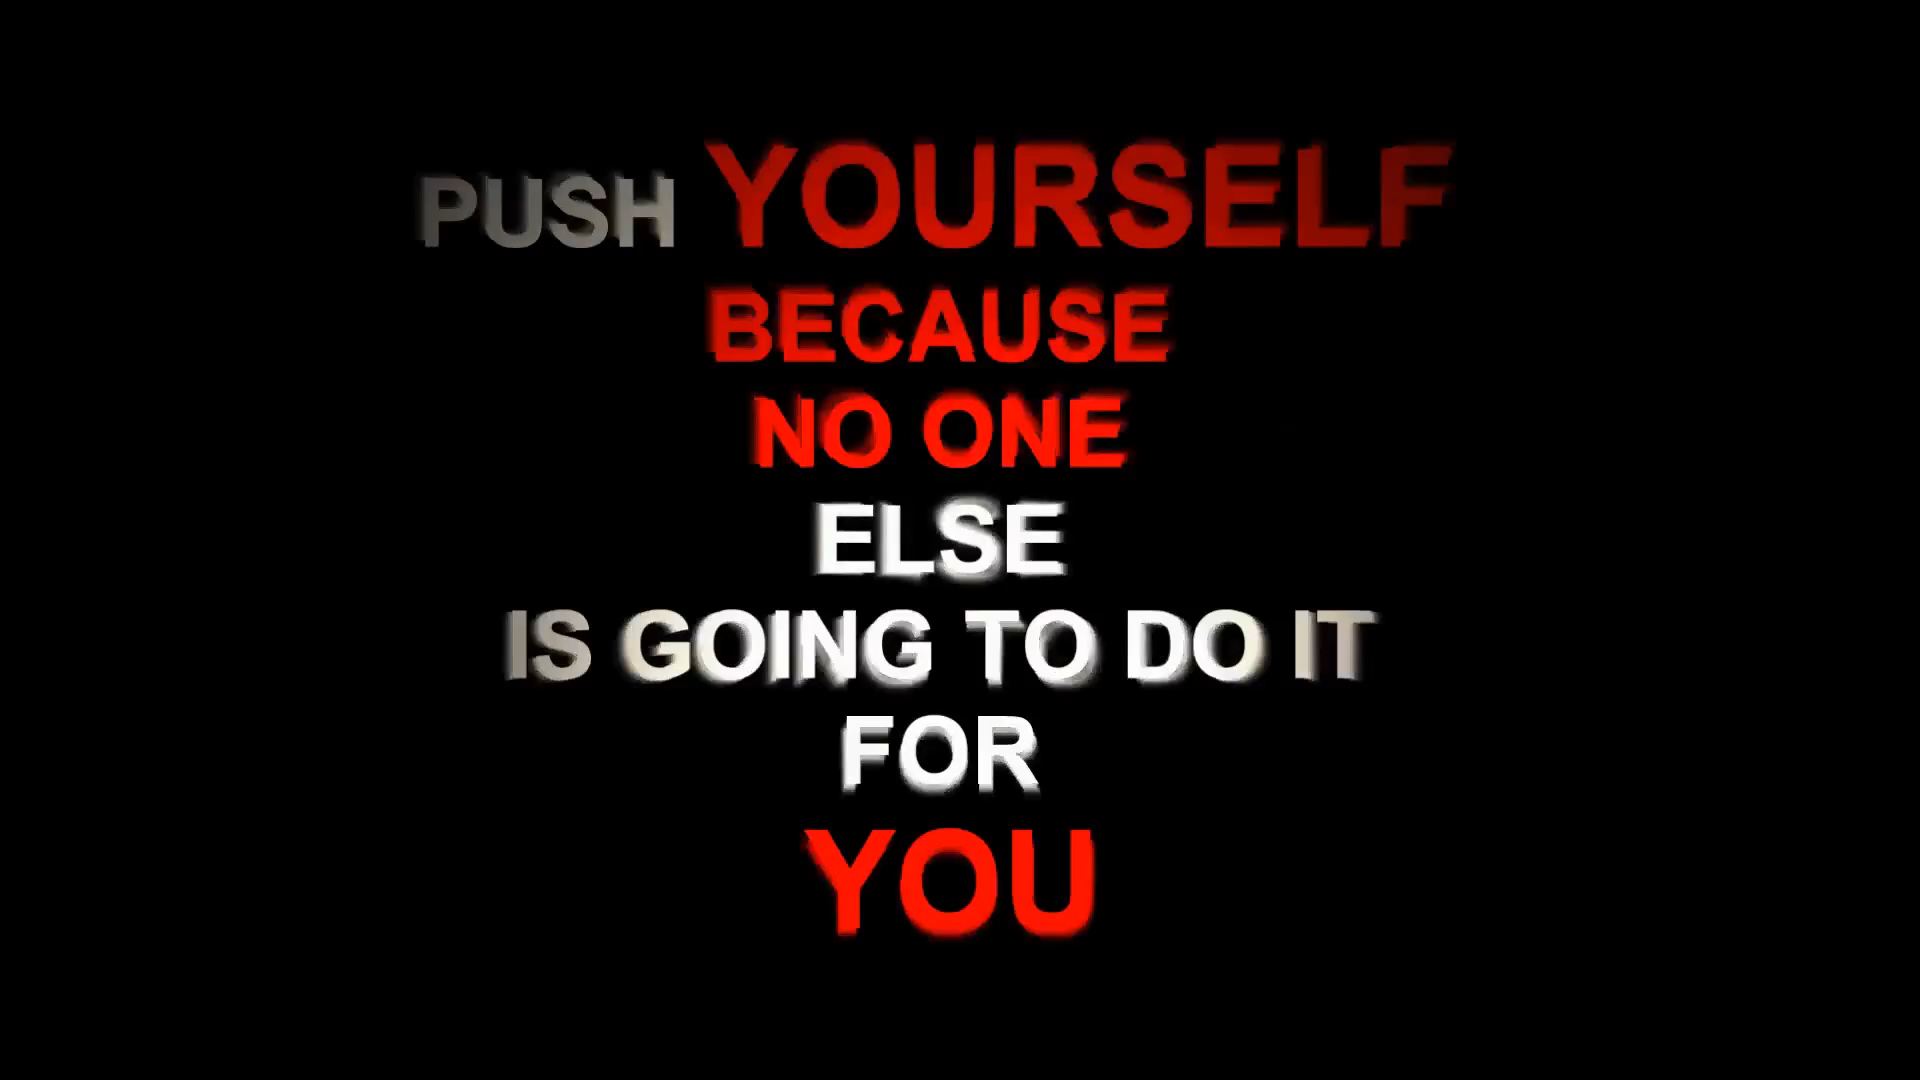 PUSH YOURSELF
BECAUSE
NO ONE
ELSE
IS GOING TO DO IT
FOR
YOU